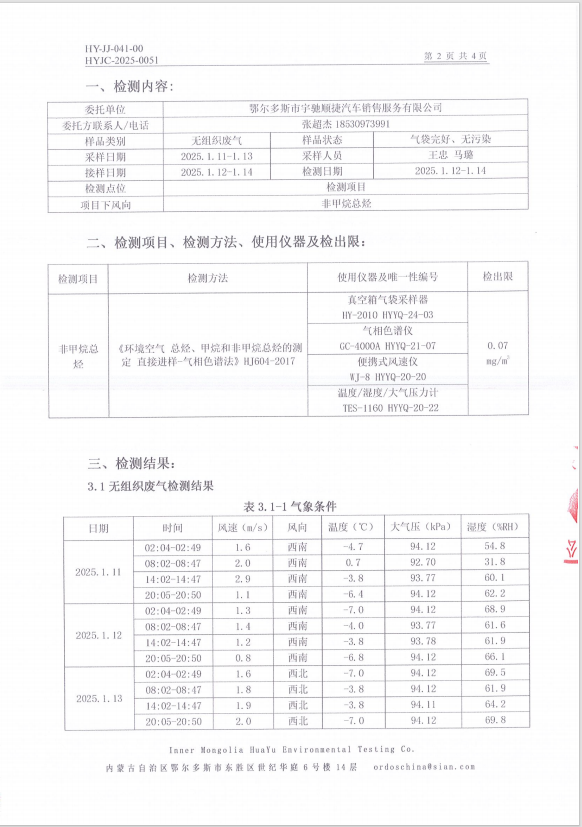 HY-JJ-041-00
HYJC-2025-0051
第 2 页 共 4 页
一、检测内容:
委托单位 鄂尔多斯市宇驰顺捷汽车销售服务有限公司
委托方联系人/电话 张超杰 18530973991
样品类别 无组织废气 样品状态 气袋完好、无污染
采样日期 2025.1.11-1.13 采样人员 王忠 马璐
接样日期 2025.1.12-1.14 检测日期 2025.1.12-1.14
检测点位 检测项目
项目下风向 非甲烷总烃
二、检测项目、检测方法、使用仪器及检出限:
检测项目 检测方法 使用仪器及唯一性编号 检出限
非甲烷总
烃
《环境空气 总烃、甲烷和非甲烷总烃的测
定 直接进样-气相色谱法》HJ604-2017
真空箱气袋采样器
HY-2010 HYYQ-24-03
气相色谱仪
GC-4000A HYYQ-21-07
便携式风速仪
WJ-8 HYYQ-20-20
温度/湿度/大气压力计
TES-1160 HYYQ-20-22
0.07
mg/m³
三、检测结果:
3.1 无组织废气检测结果
表 3.1-1 气象条件
日期 时间 风速（m/s） 风向 温度（℃） 大气压（kPa） 湿度（%RH）
2025.1.11
02:04-02:49 1.6 西南 -4.7 94.12 54.8
08:02-08:47 2.0 西南 0.7 92.70 31.8
14:02-14:47 2.9 西南 -3.8 93.77 60.1
20:05-20:50 1.1 西南 -6.4 94.12 62.2
2025.1.12
02:04-02:49 1.3 西南 -7.0 94.12 68.9
08:02-08:47 1.4 西南 -4.0 93.77 61.6
14:02-14:47 1.2 西南 -3.8 93.78 61.9
20:05-20:50 0.8 西南 -6.8 94.12 66.1
2025.1.13
02:04-02:49 1.6 西北 -7.0 94.12 69.5
08:02-08:47 1.8 西北 -3.8 94.12 61.9
14:02-14:47 1.9 西北 -3.8 94.11 64.2
20:05-20:50 2.0 西北 -7.0 94.12 69.8
Inner Mongolia HuaYu Environmental Testing Co.
内蒙古自治区鄂尔多斯市东胜区世纪华庭 6 号楼 14 层 ordoschina@sian.com